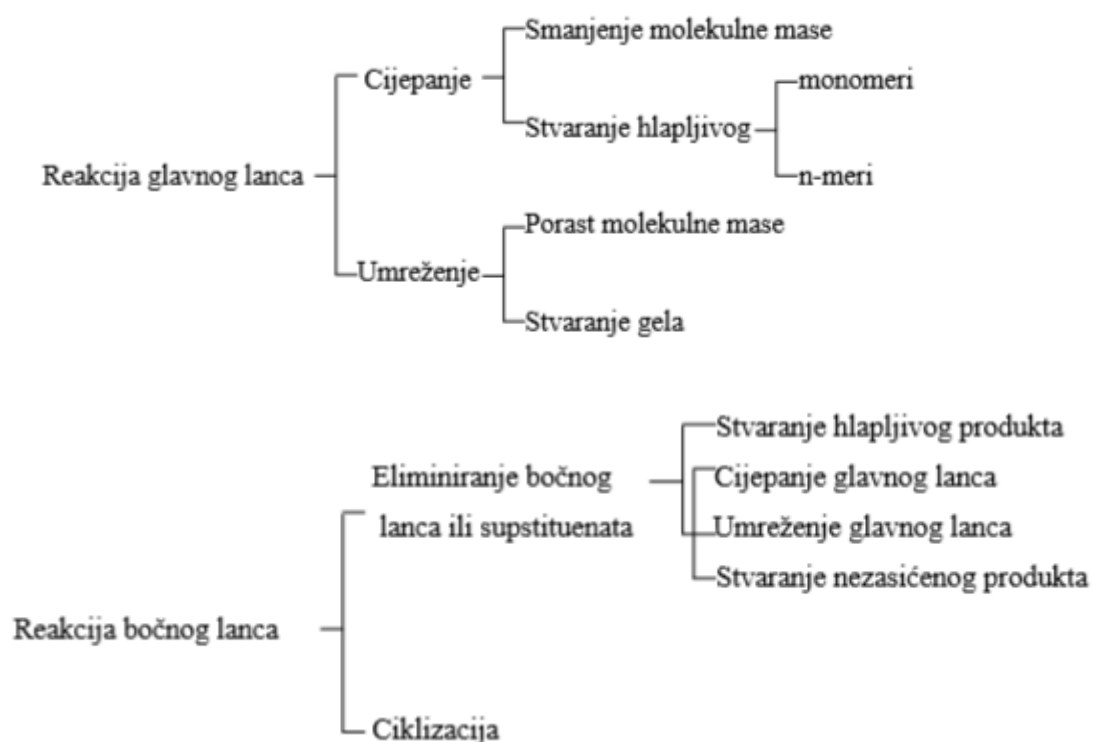 Smanjenje molekulne mase
Cijepanje
monomeri
Stvaranje hlapljivog
Reakcija glavnog lanca
n-meri
Porast molekulne mase
Umreženje
Stvaranje gela
Stvaranje hlapljivog produkta
Eliminiranje bočnog
Cijepanje glavnog lanca
lanca ili supstituenata
Umreženje glavnog lanca
Stvaranje nezasićenog produkta
Reakcija bočnog lanca
Ciklizacija